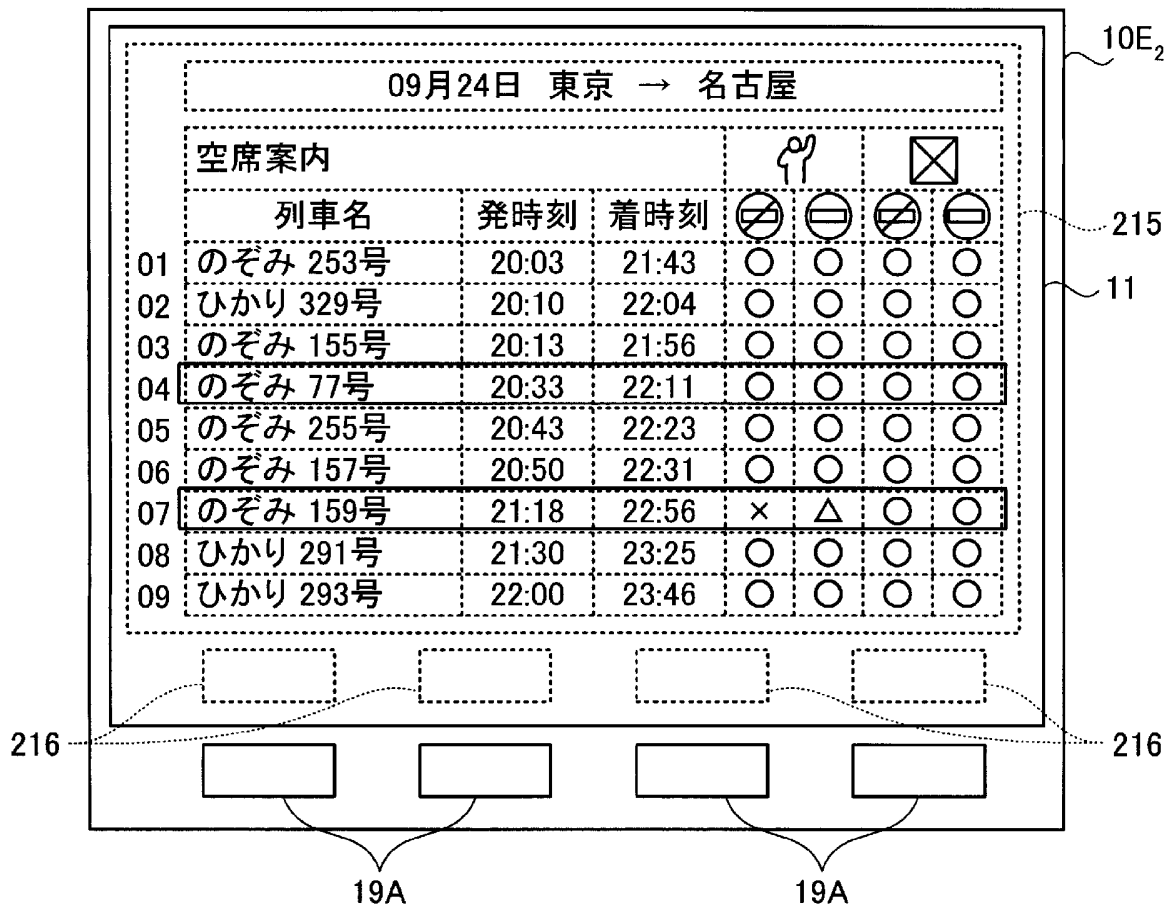 10E₂
09月24日 東京 → 名古屋
空席案内
列車名 発時刻 着時刻
215
01 のぞみ 253号 20:03 21:43 ○ ○ ○ ○
11
02 ひかり 329号 20:10 22:04 ○ ○ ○ ○
03 のぞみ 155号 20:13 21:56 ○ ○ ○ ○
04 のぞみ 77号 20:33 22:11 ○ ○ ○ ○
05 のぞみ 255号 20:43 22:23 ○ ○ ○ ○
06 のぞみ 157号 20:50 22:31 ○ ○ ○ ○
07 のぞみ 159号 21:18 22:56 × △ ○ ○
08 ひかり 291号 21:30 23:25 ○ ○ ○ ○
09 ひかり 293号 22:00 23:46 ○ ○ ○ ○
216 216
19A 19A